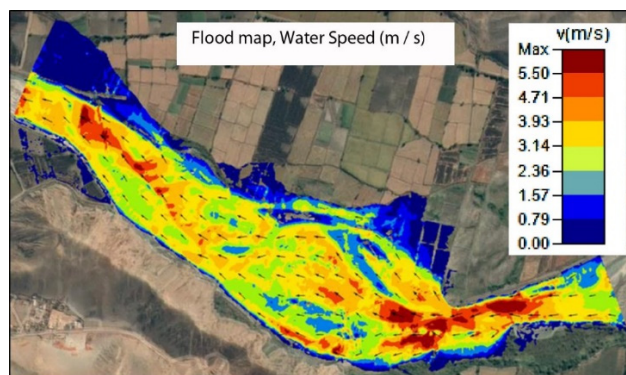 Flood map, Water Speed (m / s)
v(m/s)
Max
5.50
4.71
3.93
3.14
2.36
1.57
0.79
0.00